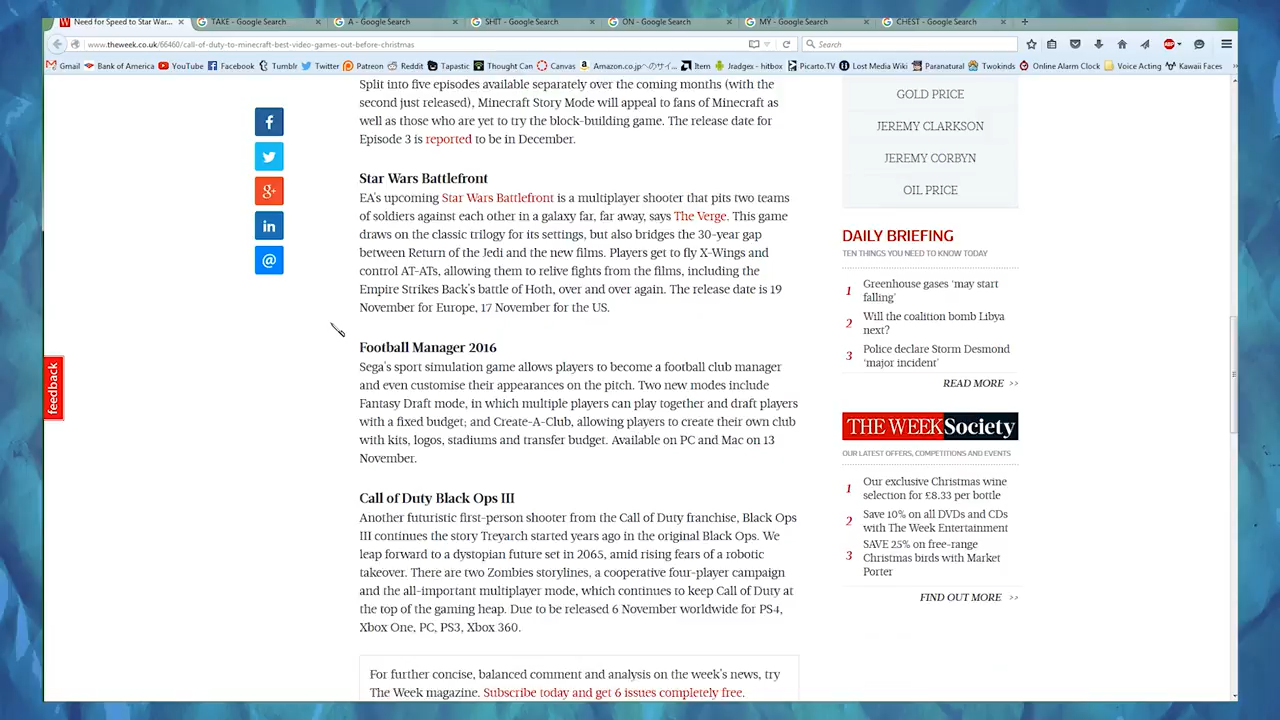 Need for Speed to Star War...
TAKE - Google Search
A - Google Search
SHIT - Google Search
ON - Google Search
MY - Google Search
CHEST - Google Search
www.theweek.co.uk/66460/call-of-duty-to-minecraft-best-video-games-out-before-christmas
Search
ABP
Gmail
Bank of America
YouTube
Facebook
Tumblr
Twitter
Patreon
Reddit
Tapastic
Thought Can
Canvas
Amazon.co.jpへのサイ...
Item
Jradgex - hitbox
Picarto.TV
Lost Media Wiki
Paranatural
Twokinds
Online Alarm Clock
Voice Acting
Kawaii Faces
Split into five episodes available separately over the coming months (with the
second just released), Minecraft Story Mode will appeal to fans of Minecraft as
well as those who are yet to try the block-building game. The release date for
Episode 3 is reported to be in December.
Star Wars Battlefront
EA's upcoming Star Wars Battlefront is a multiplayer shooter that pits two teams
of soldiers against each other in a galaxy far, far away, says The Verge. This game
draws on the classic trilogy for its settings, but also bridges the 30-year gap
between Return of the Jedi and the new films. Players get to fly X-Wings and
control AT-ATs, allowing them to relive fights from the films, including the
Empire Strikes Back's battle of Hoth, over and over again. The release date is 19
November for Europe, 17 November for the US.
Football Manager 2016
Sega's sport simulation game allows players to become a football club manager
and even customise their appearances on the pitch. Two new modes include
Fantasy Draft mode, in which multiple players can play together and draft players
with a fixed budget; and Create-A-Club, allowing players to create their own club
with kits, logos, stadiums and transfer budget. Available on PC and Mac on 13
November.
Call of Duty Black Ops III
Another futuristic first-person shooter from the Call of Duty franchise, Black Ops
III continues the story Treyarch started years ago in the original Black Ops. We
leap forward to a dystopian future set in 2065, amid rising fears of a robotic
takeover. There are two Zombies storylines, a cooperative four-player campaign
and the all-important multiplayer mode, which continues to keep Call of Duty at
the top of the gaming heap. Due to be released 6 November worldwide for PS4,
Xbox One, PC, PS3, Xbox 360.
For further concise, balanced comment and analysis on the week's news, try
The Week magazine. Subscribe today and get 6 issues completely free.
feedback
GOLD PRICE
JEREMY CLARKSON
JEREMY CORBYN
OIL PRICE
DAILY BRIEFING
TEN THINGS YOU NEED TO KNOW TODAY
1 Greenhouse gases 'may start
falling'
2 Will the coalition bomb Libya
next?
3 Police declare Storm Desmond
'major incident'
READ MORE >>
THE WEEK Society
OUR LATEST OFFERS, COMPETITIONS AND EVENTS
1 Our exclusive Christmas wine
selection for £8.33 per bottle
2 Save 10% on all DVDs and CDs
with The Week Entertainment
3 SAVE 25% on free-range
Christmas birds with Market
Porter
FIND OUT MORE >>